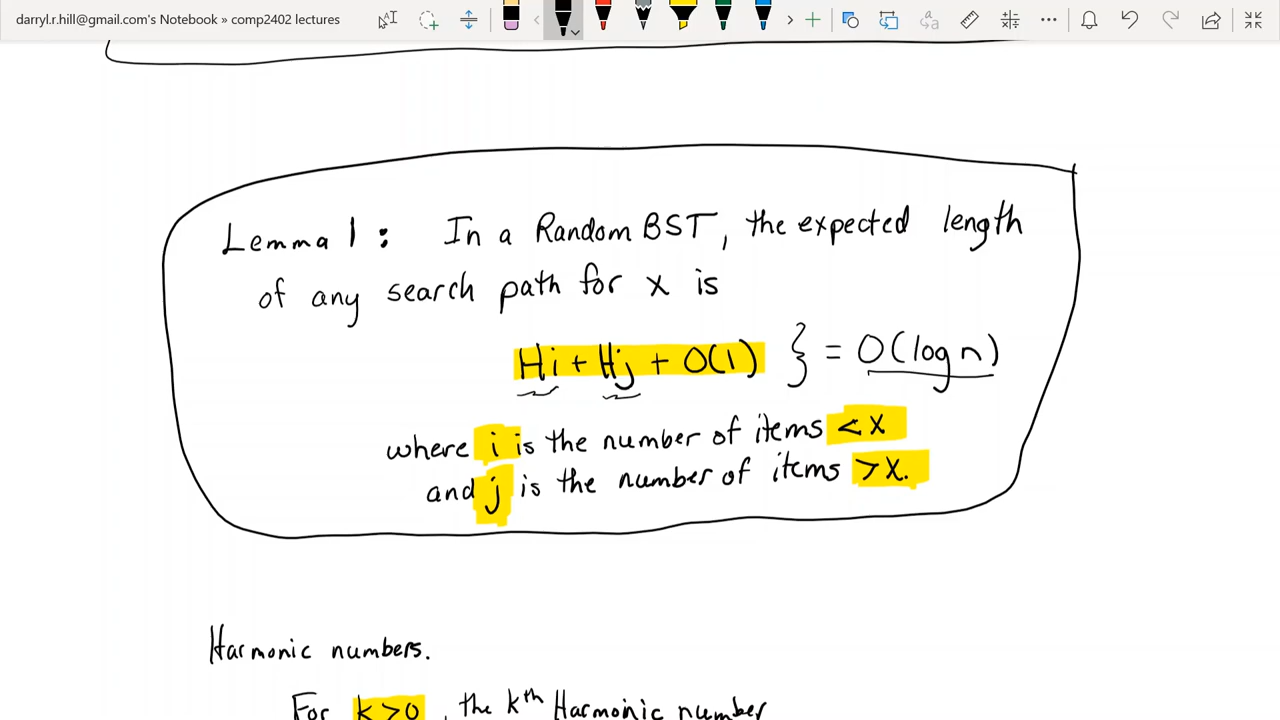 darryl.r.hill@gmail.com's Notebook » comp2402 lectures
Lemma 1 : In a Random BST, the expected length
of any search path for x is
Hi + Hj + O(1) } = O(log n)
where i is the number of items < x
and j is the number of items > x.
Harmonic numbers.
For k > 0, the kth Harmonic number